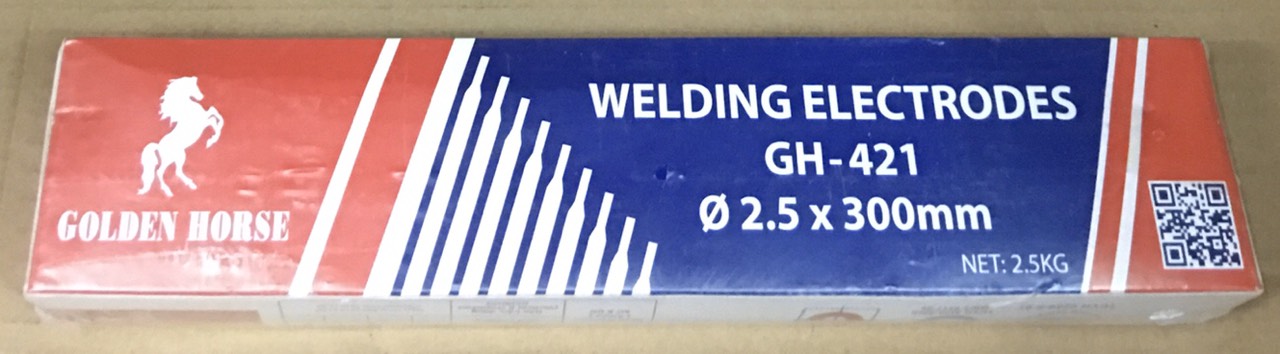 GOLDEN HORSE
WELDING ELECTRODES
GH-421
Ø 2.5 x 300mm
NET: 2.5KG